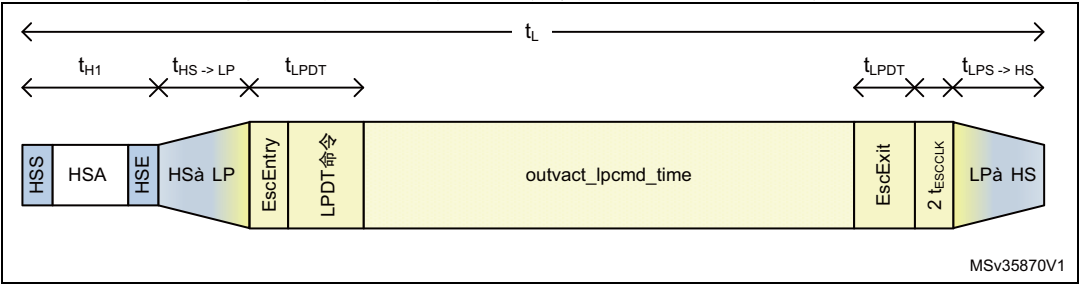 tL
tH1
tHS -> LP
tLPDT
tLPDT
tLPS -> HS
HSS
HSA
HSE
HSà LP
EscEntry
LPDT命令
outvact_lpcmd_time
EscExit
2 tESCCLK
LPà HS
MSv35870V1